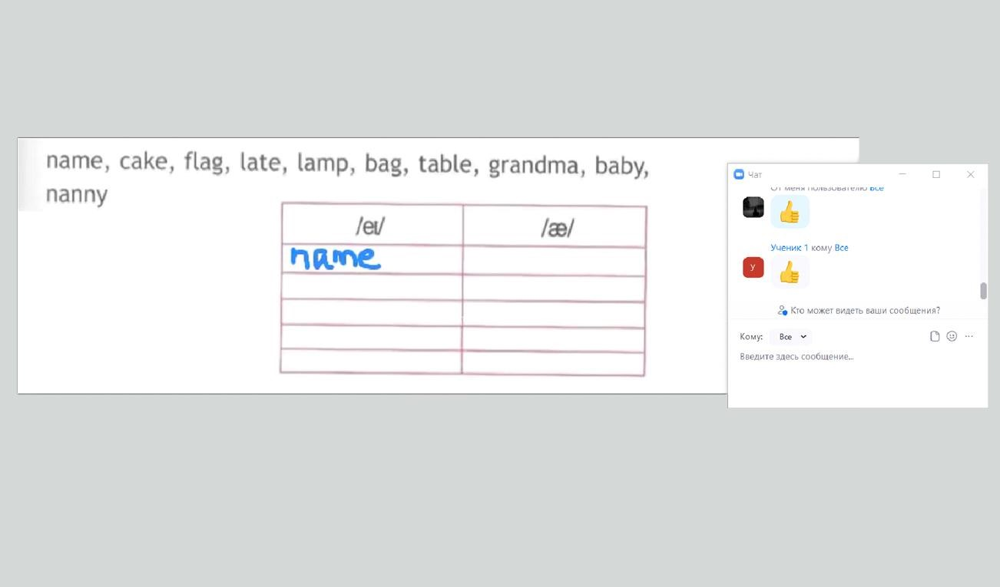 name, cake, flag, late, lamp, bag, table, grandma, baby,
nanny
/eɪ/ /æ/
name
Чат
От меня пользователю Все
Ученик 1 кому Все
У
Кто может видеть ваши сообщения?
Кому: Все
Введите здесь сообщение...